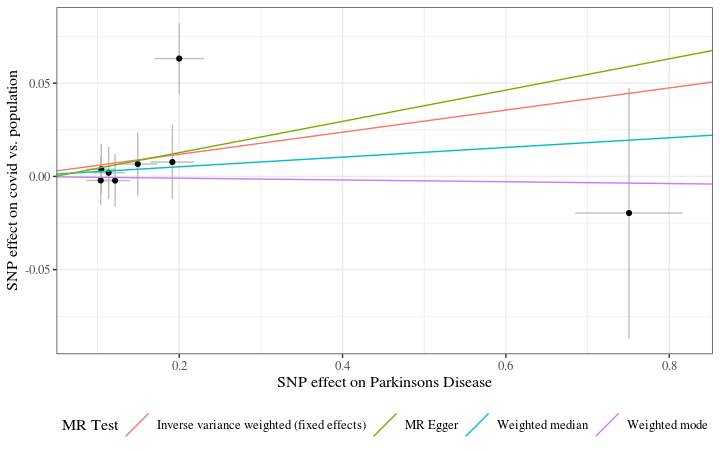 SNP effect on covid vs. population
0.05
0.00
-0.05
0.2
0.4
0.6
0.8
SNP effect on Parkinsons Disease
MR Test
Inverse variance weighted (fixed effects)
MR Egger
Weighted median
Weighted mode